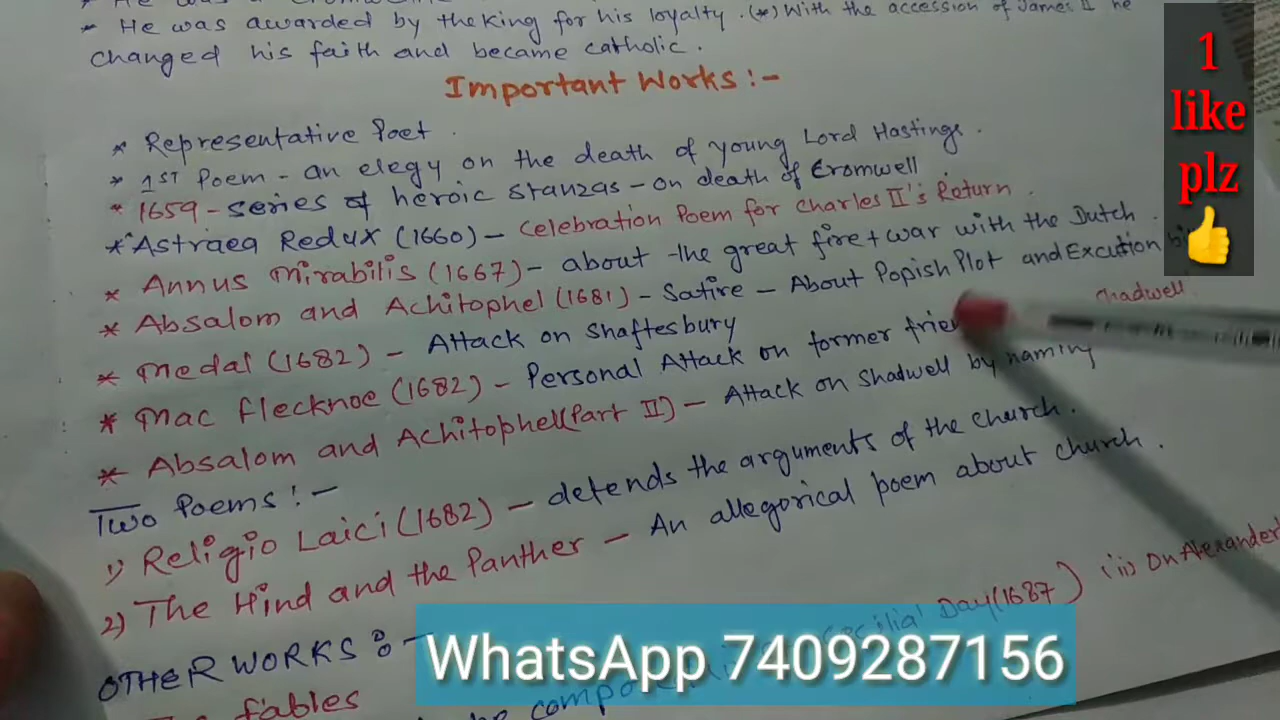 * He was awarded by the King for his loyalty. (*) With the accession of James II he
changed his faith and became catholic.
Important Works :-
* Representative Poet.
* 1ST Poem - an elegy on the death of young Lord Hastings.
* 1659 - series of heroic stanzas - on death of Cromwell
* Astraea Redux (1660) - Celebration Poem for Charles II's Return.
* Annus Mirabilis (1667) - about the great fire + war with the Dutch.
* Absalom and Achitophel (1681) - Satire - About Popish Plot and Excution
* Medal (1682) - Attack on Shaftesbury
* Mac Flecknoe (1682) - Personal Attack on former Shadwell.
* Absalom and Achitophel (Part II) - Attack on Shadwell by naming
Two Poems :-
1) Religio Laici (1682) - defends the arguments of the church.
2) The Hind and the Panther - An allegorical poem about church.
OTHER WORKS :-
Day (1687) (ii) On Alexander
fables
1
like
plz
👍
WhatsApp 7409287156